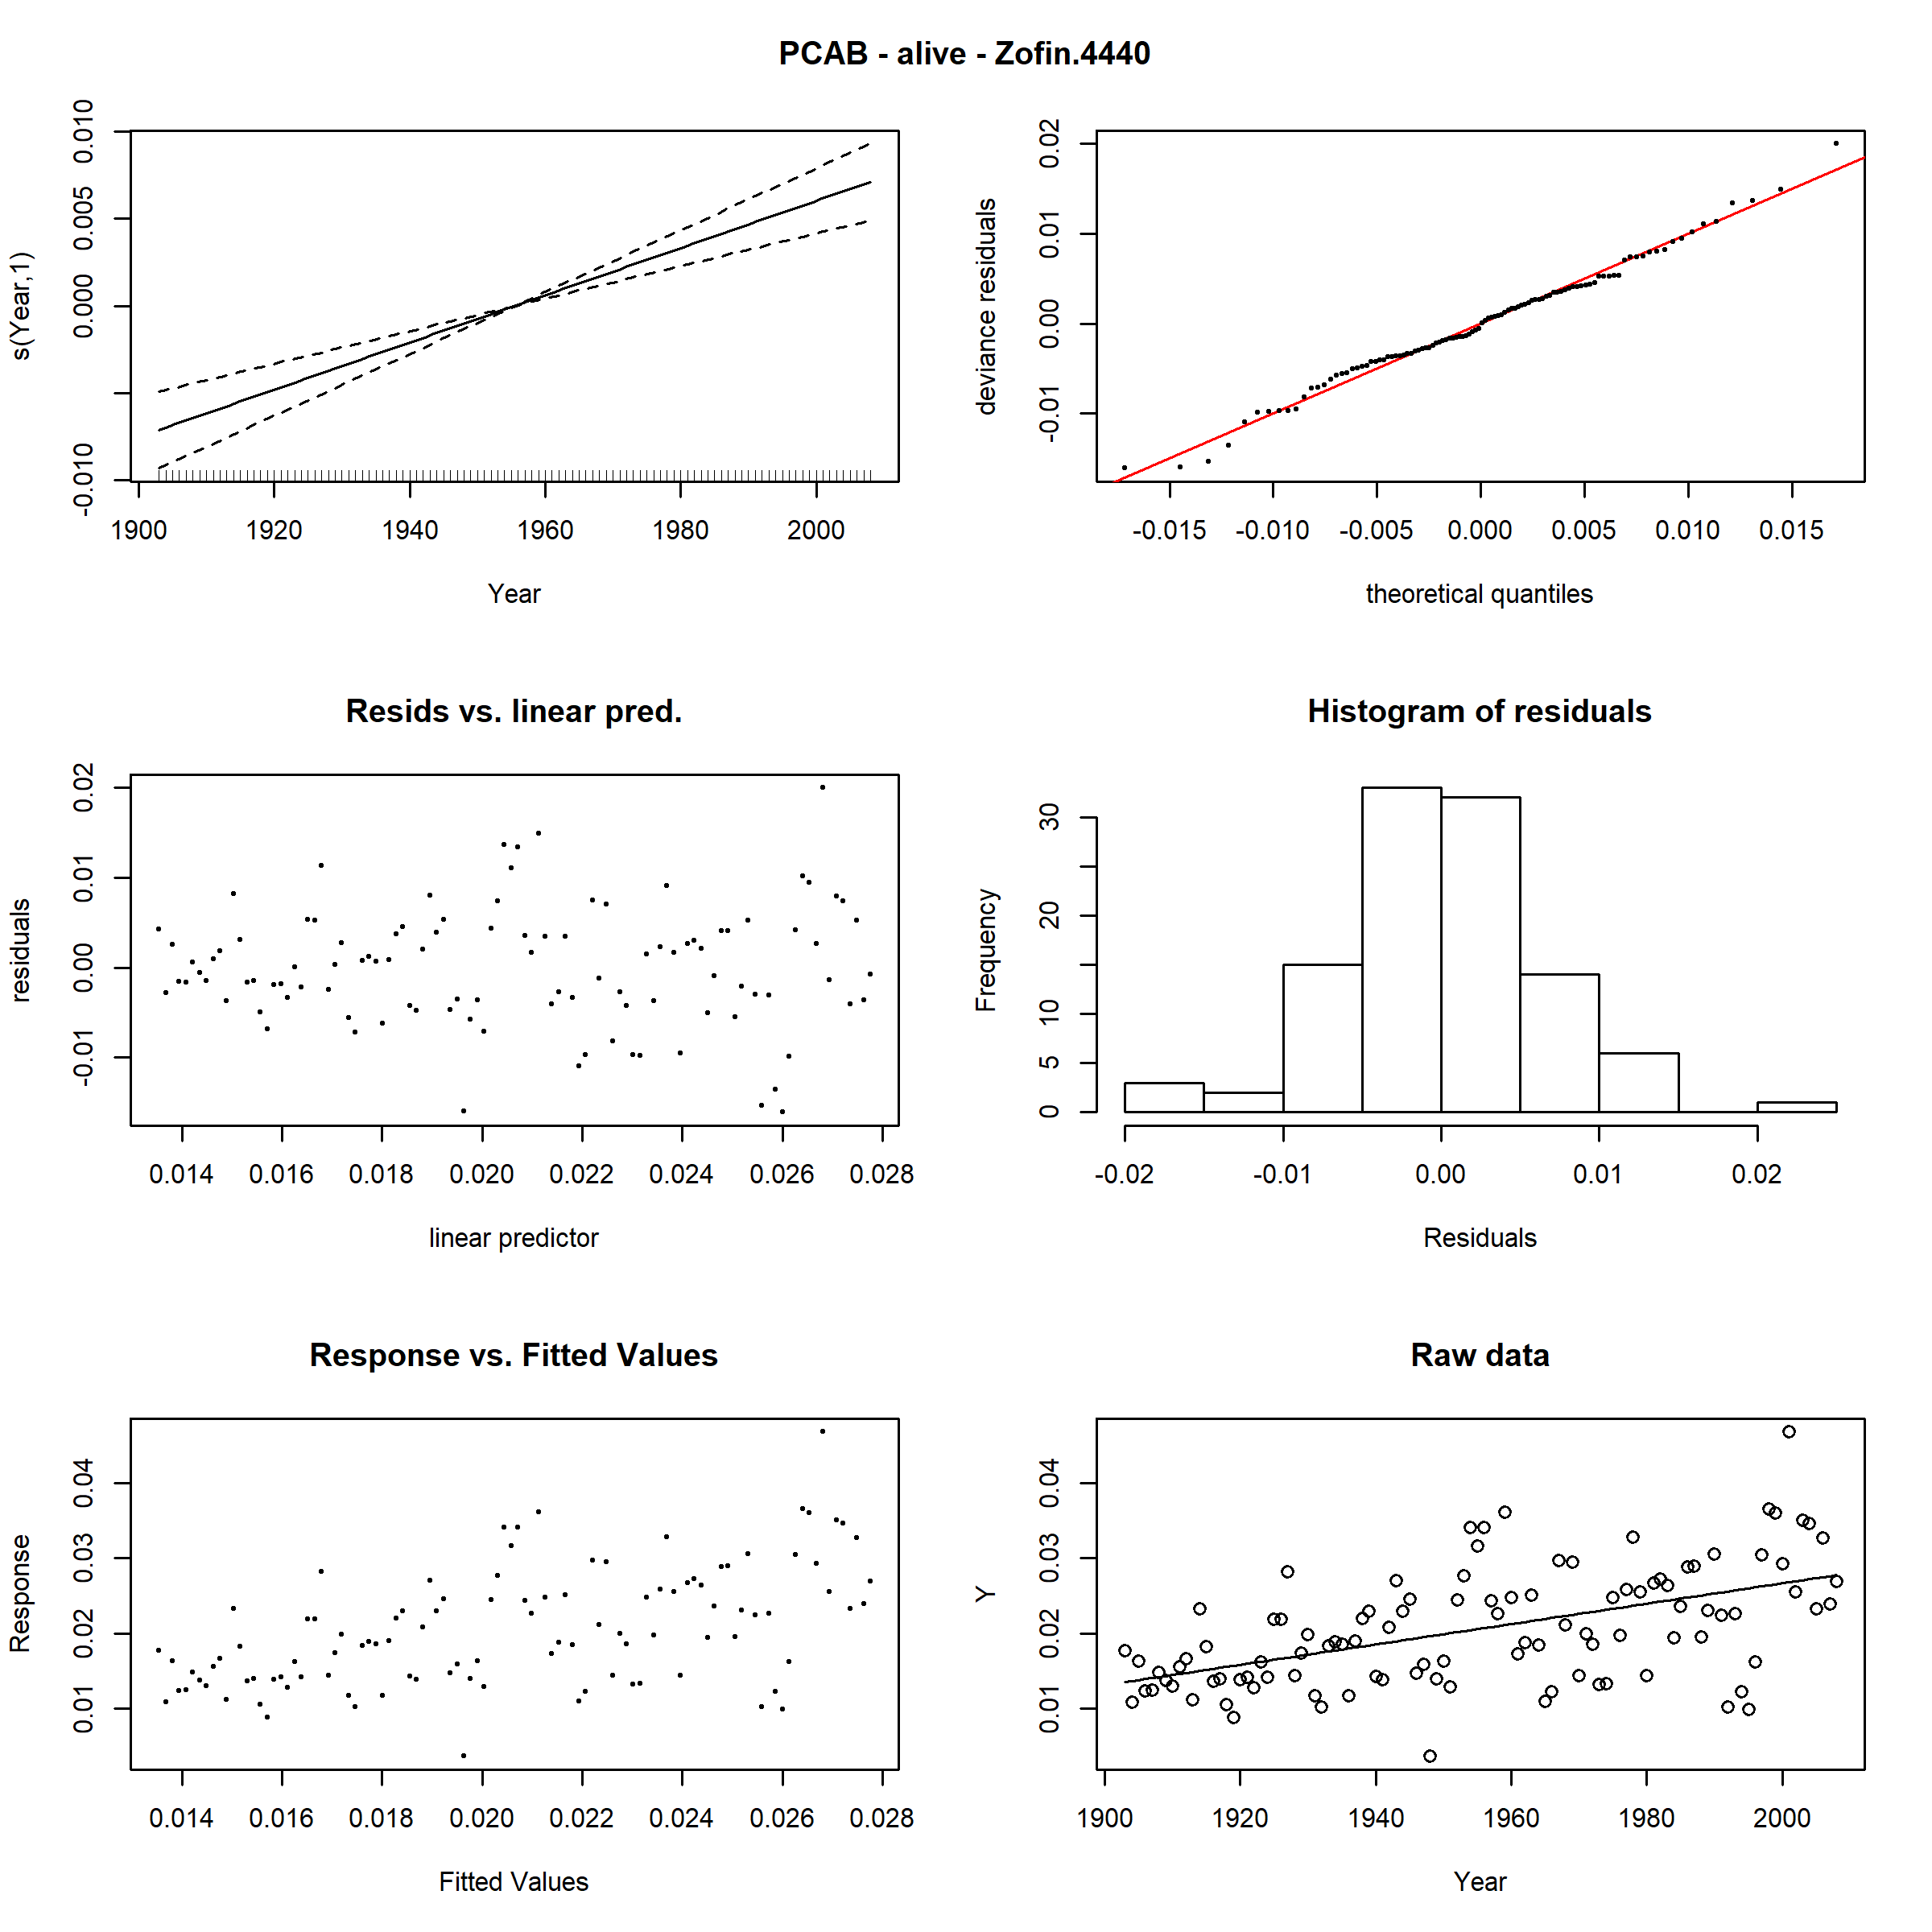 PCAB - alive - Zofin.4440
s(Year,1)
-0.010 0.000 0.005 0.010
1900 1920 1940 1960 1980 2000
Year
deviance residuals
-0.01 0.00 0.01 0.02
-0.015 -0.010 -0.005 0.000 0.005 0.010 0.015
theoretical quantiles
Resids vs. linear pred.
residuals
-0.01 0.00 0.01 0.02
0.014 0.016 0.018 0.020 0.022 0.024 0.026 0.028
linear predictor
Histogram of residuals
Frequency
0 5 10 20 30
-0.02 -0.01 0.00 0.01 0.02
Residuals
Response vs. Fitted Values
Response
0.01 0.02 0.03 0.04
0.014 0.016 0.018 0.020 0.022 0.024 0.026 0.028
Fitted Values
Raw data
Y
0.01 0.02 0.03 0.04
1900 1920 1940 1960 1980 2000
Year